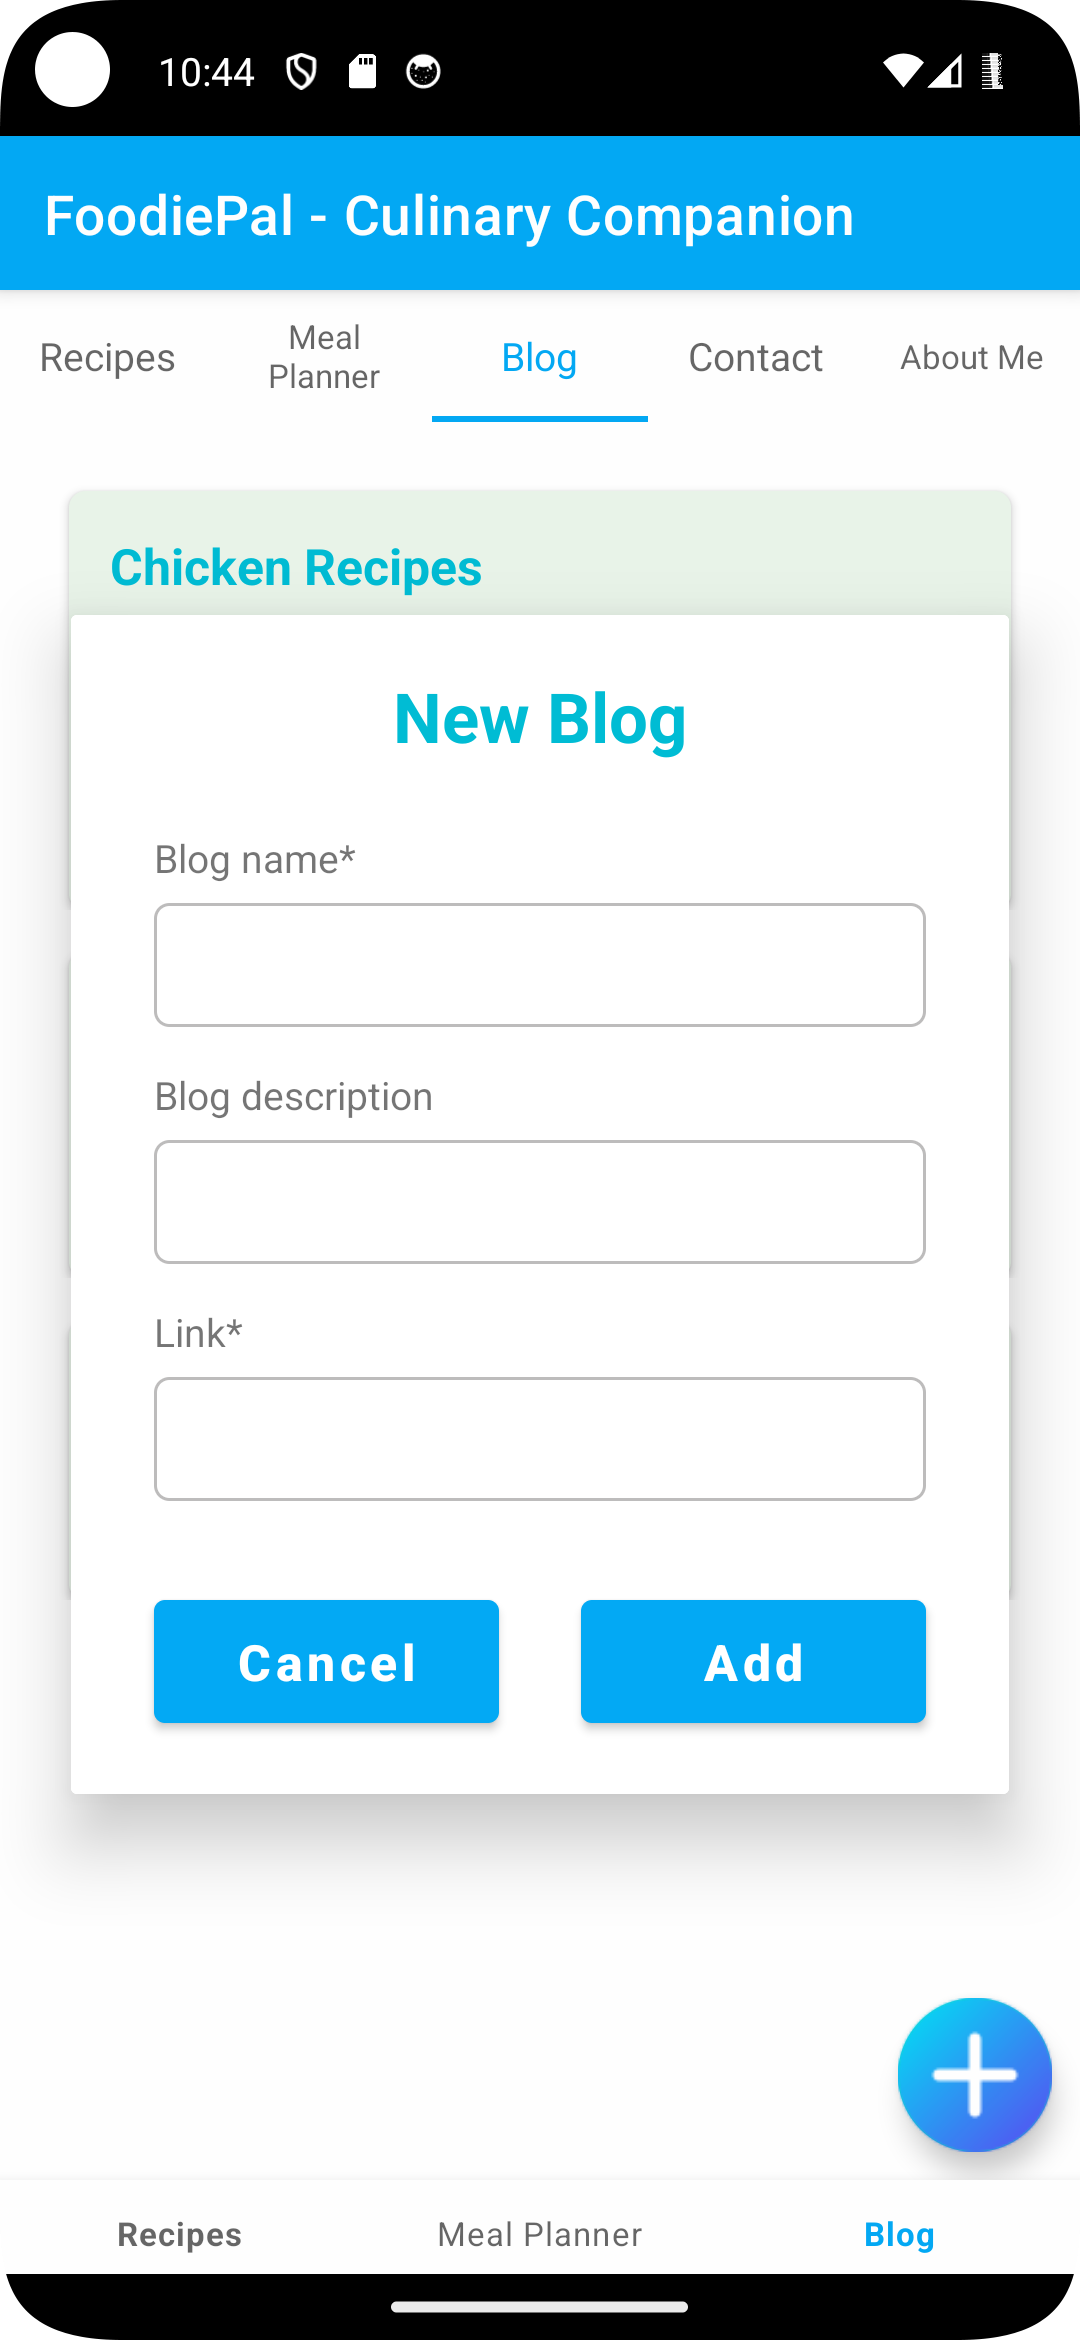 10:44
FoodiePal - Culinary Companion
Recipes
Meal
Planner
Blog
Contact
About Me
Chicken Recipes
New Blog
Blog name*
Blog description
Link*
Cancel
Add
Recipes
Meal Planner
Blog